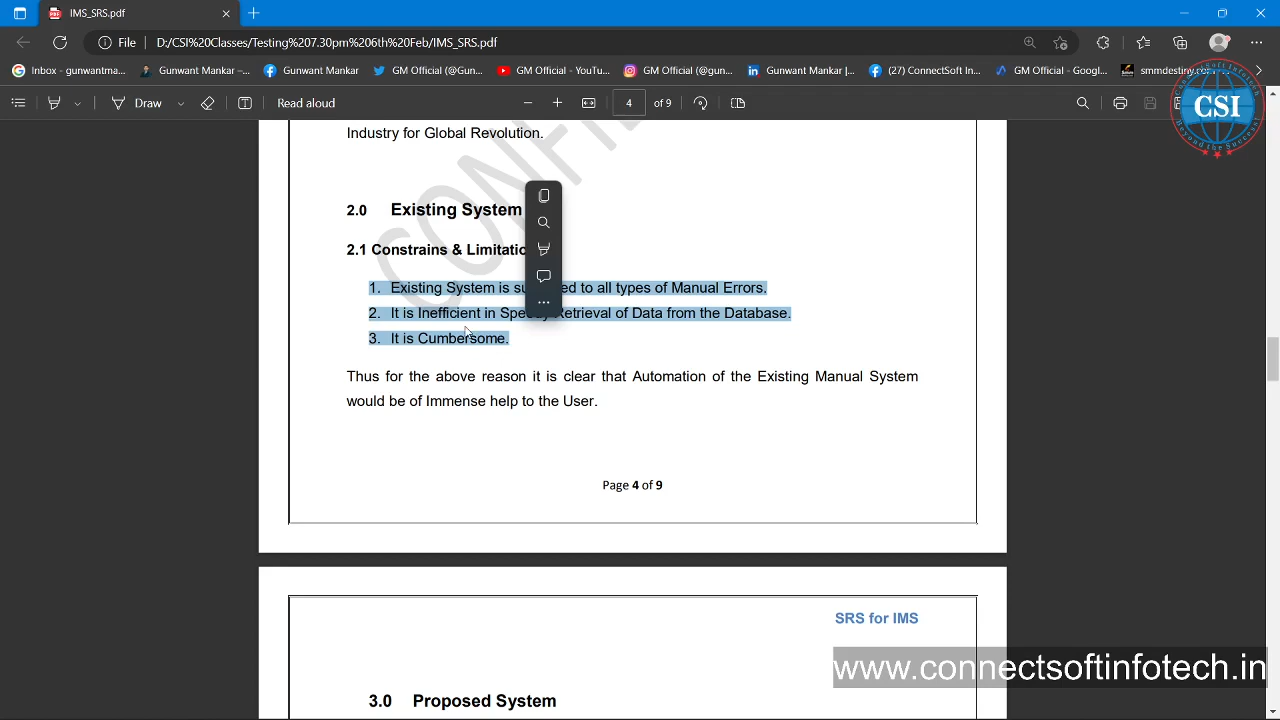 IMS_SRS.pdf
File D:/CSI%20Classes/Testing%207.30pm%206th%20Feb/IMS_SRS.pdf
Inbox - gunwantma... Gunwant Mankar –... Gunwant Mankar GM Official (@Gun... GM Official - YouTu... GM Official (@gun... Gunwant Mankar |... (27) ConnectSoft In... GM Official - Googl... smmdestiny.com
Draw Read aloud 4 of 9
CSI
Beyond the Success
Industry for Global Revolution.
CONFI
2.0 Existing System
2.1 Constrains & Limitatio
1. Existing System is su ed to all types of Manual Errors.
2. It is Inefficient in Speedy Retrieval of Data from the Database.
3. It is Cumbersome.
Thus for the above reason it is clear that Automation of the Existing Manual System
would be of Immense help to the User.
Page 4 of 9
SRS for IMS
www.connectsoftinfotech.in
3.0 Proposed System